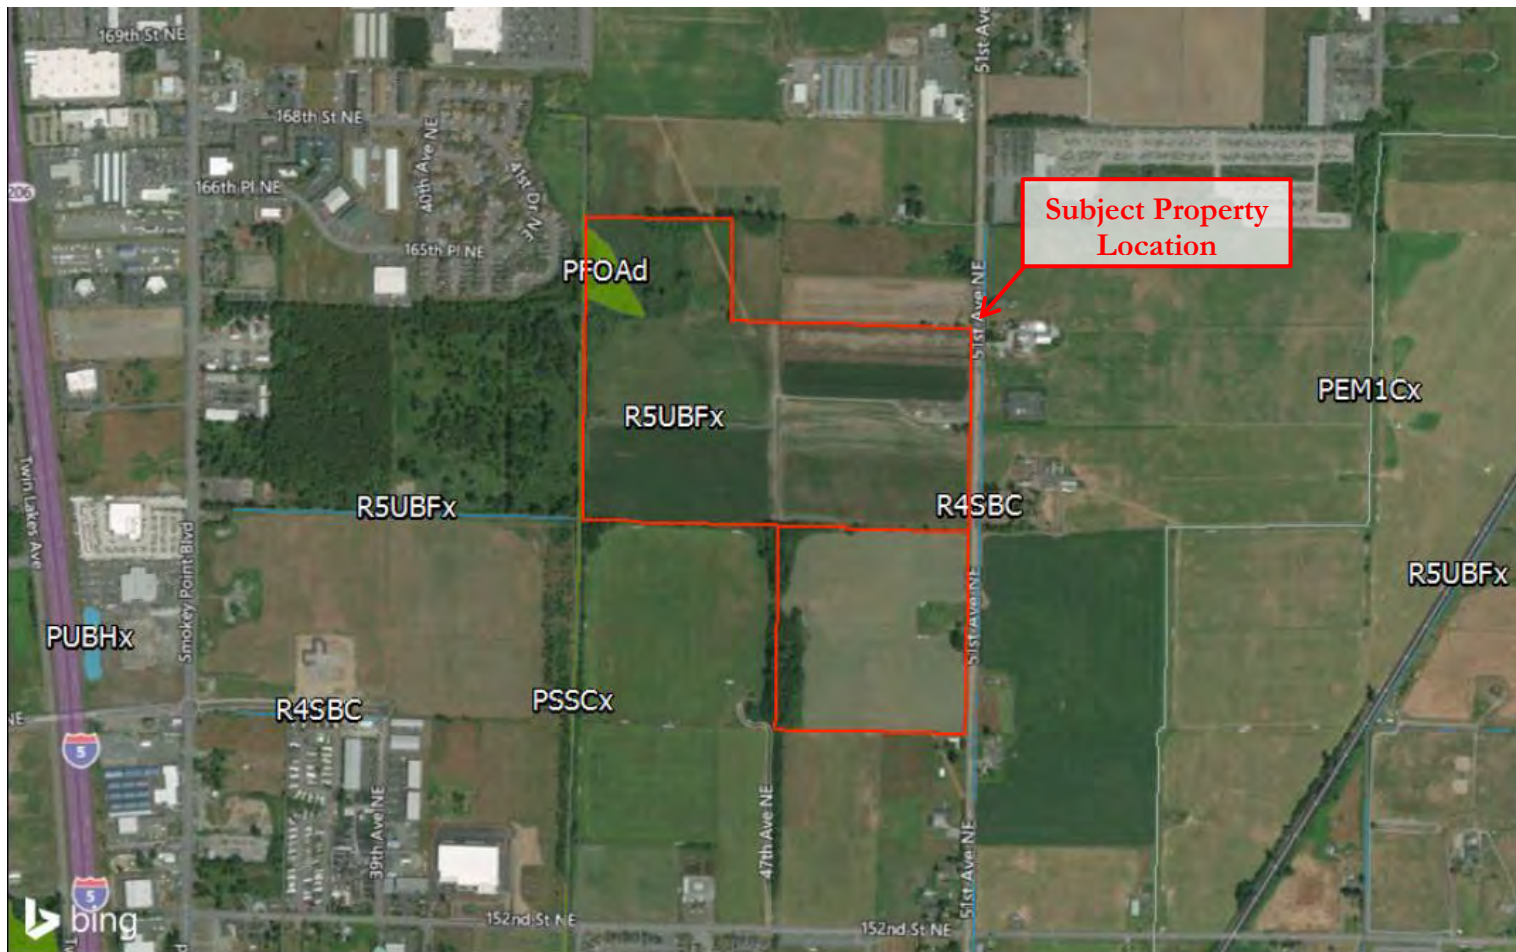 169th St NE
51st Ave
168th St NE
40th Ave NE
41st Dr NE
166th Pl NE
206
165th Pl NE
Subject Property
Location
PFOAd
51st Ave NE
PEM1Cx
R5UBFx
R5UBFx
R4SBC
Twin Lakes Ave
Smokey Point Blvd
R5UBFx
51st Ave NE
PUBHx
PSSCx
R4SBC
NE
5
39th Ave NE
47th Ave NE
51st Ave NE
5
bing
152nd St NE
152nd St NE